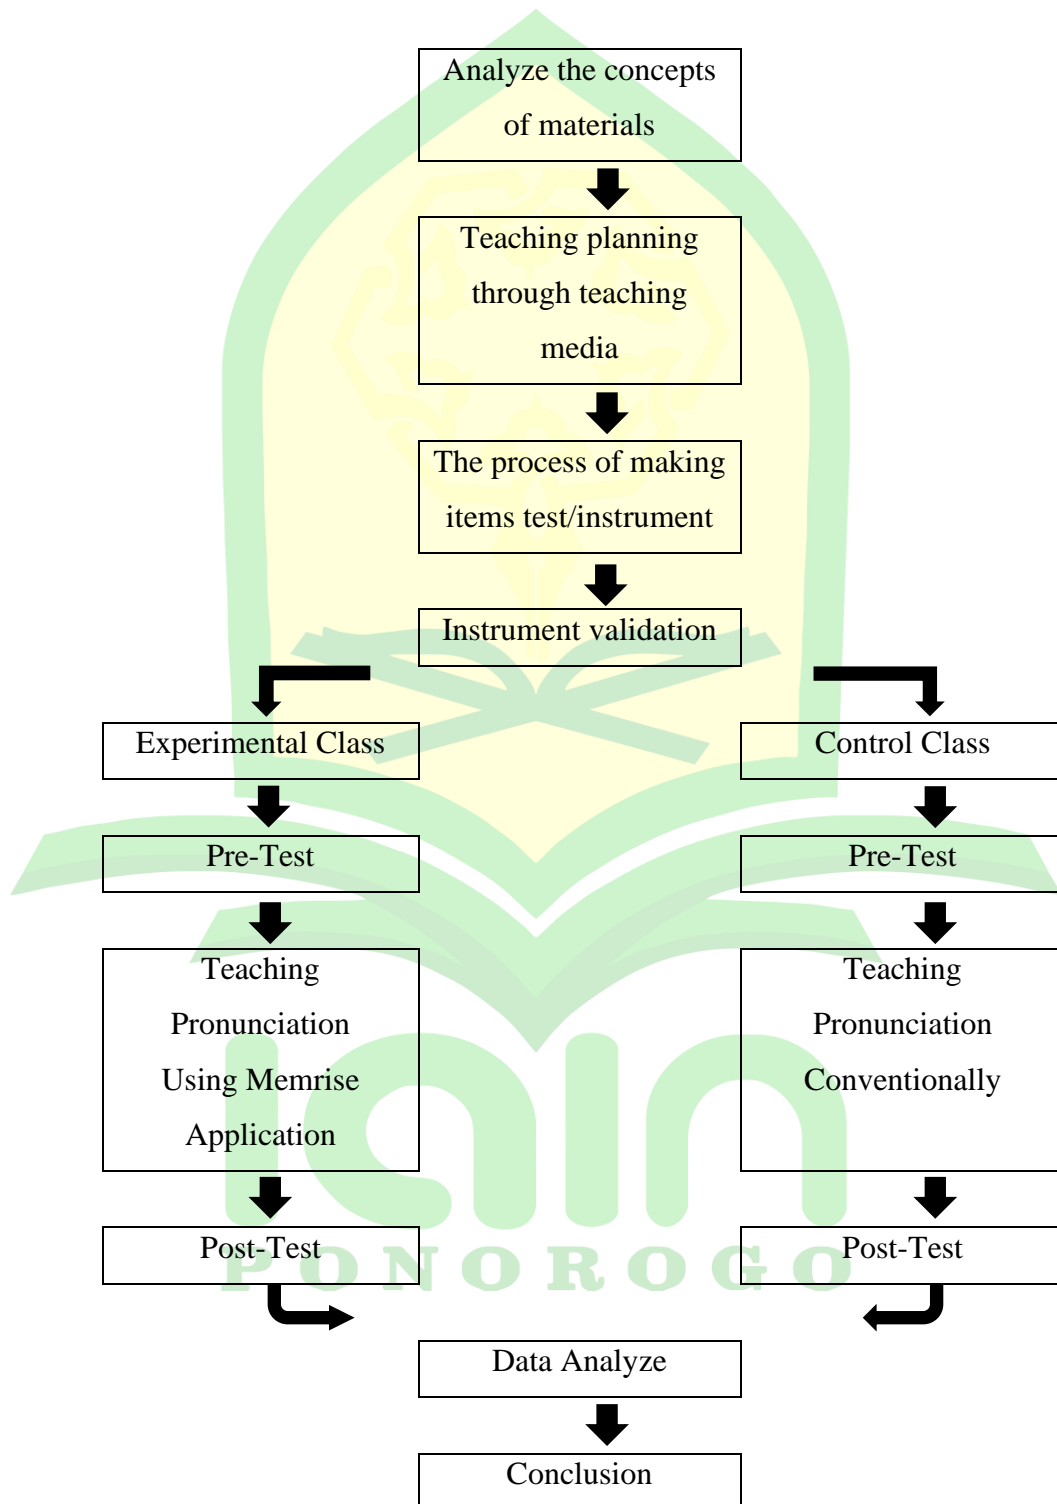 Analyze the concepts
of materials
Teaching planning
through teaching
media
The process of making
items test/instrument
Instrument validation
Experimental Class
Control Class
Pre-Test
Pre-Test
Teaching
Pronunciation
Using Memrise
Application
Teaching
Pronunciation
Conventionally
Post-Test
Post-Test
iain
PONOROGO
Data Analyze
Conclusion